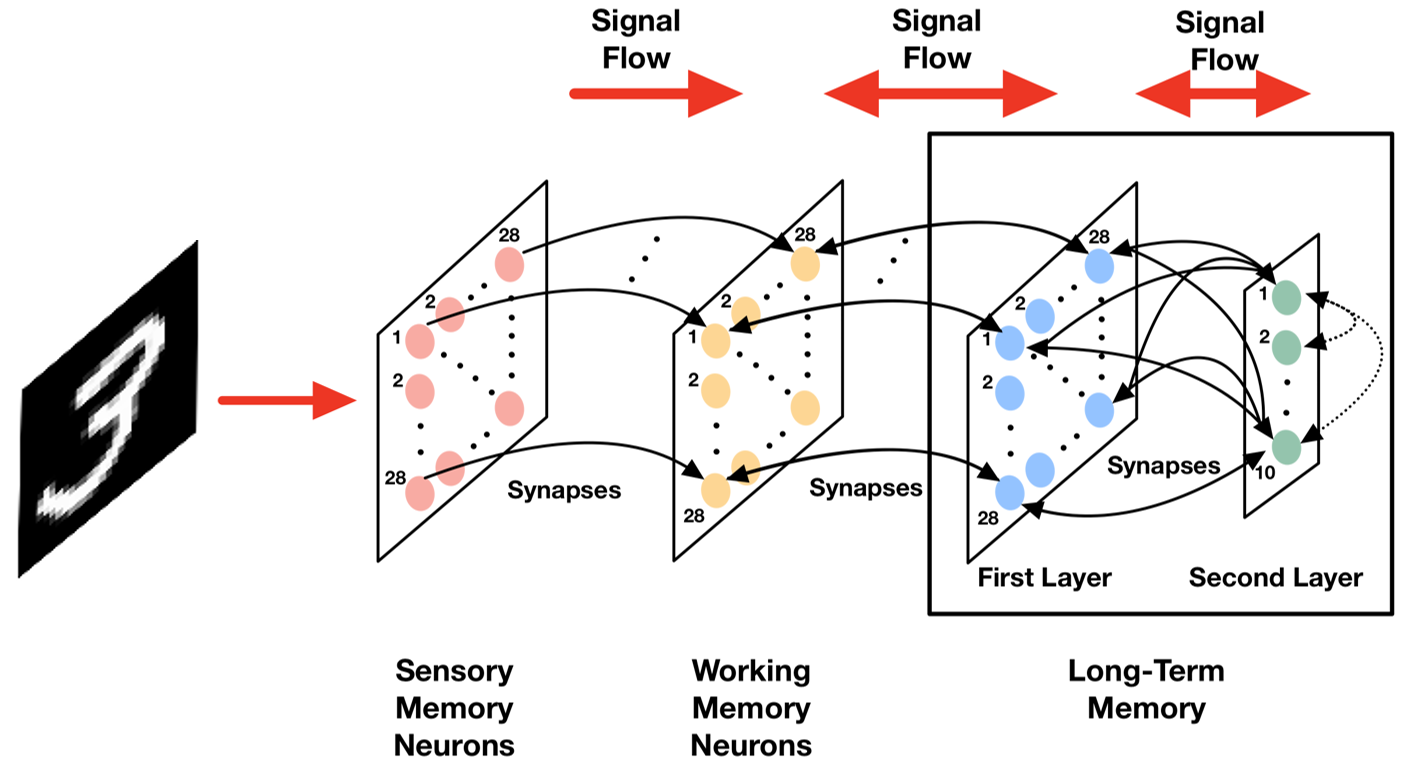 Signal
Flow
Signal
Flow
Signal
Flow
28
2
1
2
28
28
2
1
2
28
28
2
1
2
28
1
2
10
Synapses
Synapses
Synapses
First Layer
Second Layer
Sensory
Memory
Neurons
Working
Memory
Neurons
Long-Term
Memory